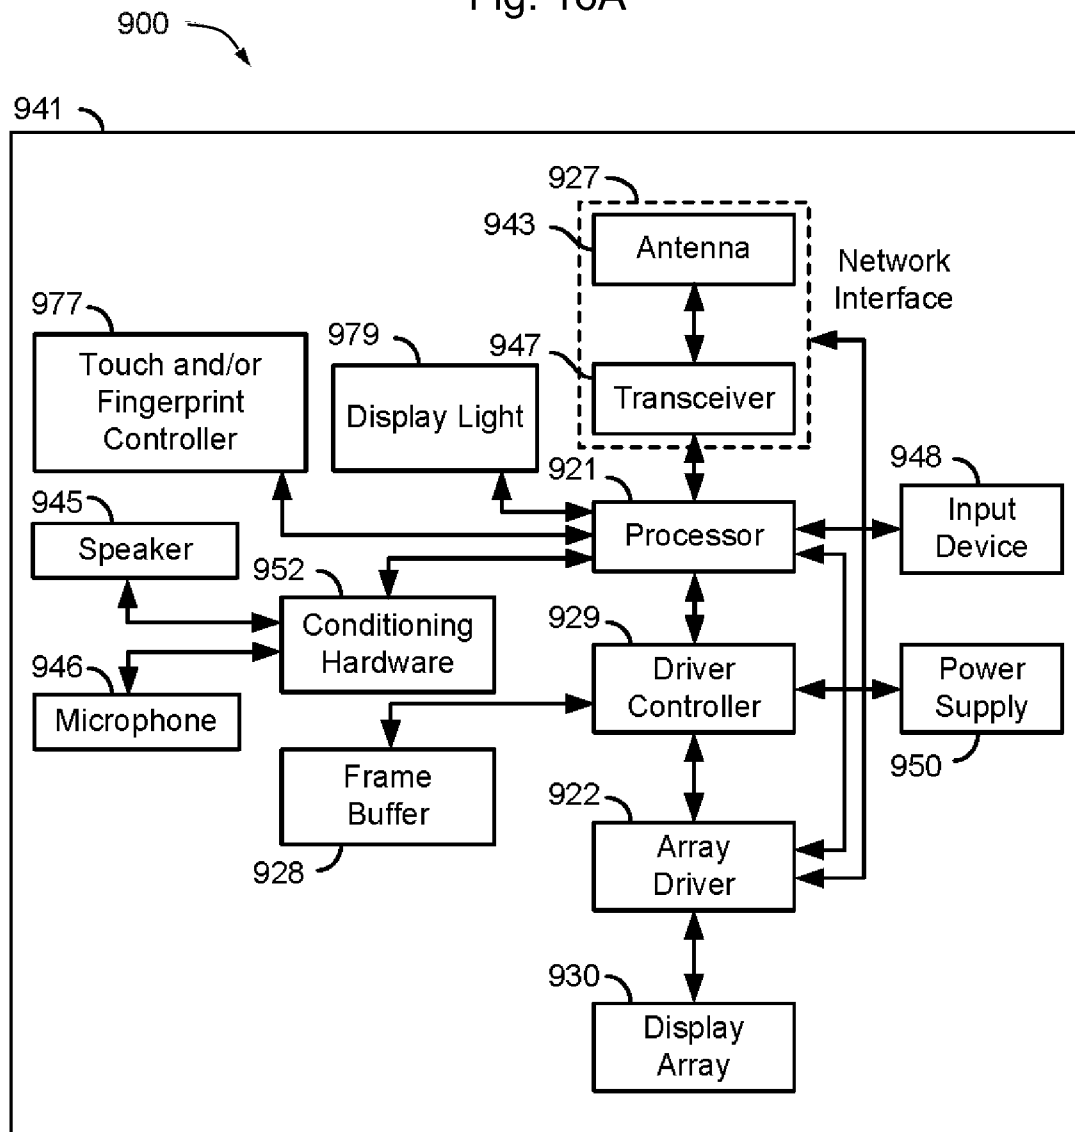 900
941
927
943
Antenna
Network
Interface
977
979
947
Touch and/or
Fingerprint
Controller
Display Light
Transceiver
921
948
945
Speaker
Processor
Input
Device
952
Conditioning
Hardware
929
Driver
Controller
946
Microphone
Power
Supply
950
Frame
Buffer
928
922
Array
Driver
930
Display
Array